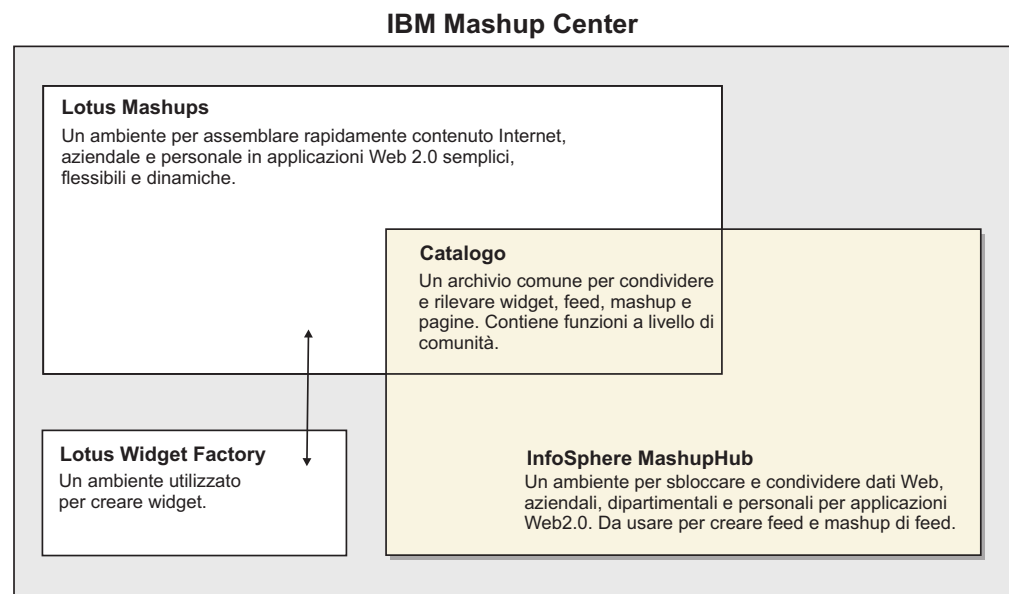 IBM Mashup Center
Lotus Mashups
Un ambiente per assemblare rapidamente contenuto Internet,
aziendale e personale in applicazioni Web 2.0 semplici,
flessibili e dinamiche.
Catalogo
Un archivio comune per condividere
e rilevare widget, feed, mashup e
pagine. Contiene funzioni a livello di
comunità.
Lotus Widget Factory
Un ambiente utilizzato
per creare widget.
InfoSphere MashupHub
Un ambiente per sbloccare e condividere dati Web,
aziendali, dipartimentali e personali per applicazioni
Web2.0. Da usare per creare feed e mashup di feed.